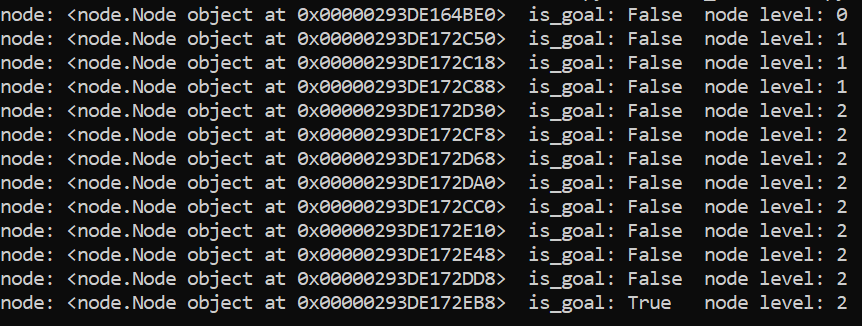 node: <node.Node object at 0x00000293DE164BE0>  is_goal: False  node level: 0
node: <node.Node object at 0x00000293DE172C50>  is_goal: False  node level: 1
node: <node.Node object at 0x00000293DE172C18>  is_goal: False  node level: 1
node: <node.Node object at 0x00000293DE172C88>  is_goal: False  node level: 1
node: <node.Node object at 0x00000293DE172D30>  is_goal: False  node level: 2
node: <node.Node object at 0x00000293DE172CF8>  is_goal: False  node level: 2
node: <node.Node object at 0x00000293DE172D68>  is_goal: False  node level: 2
node: <node.Node object at 0x00000293DE172DA0>  is_goal: False  node level: 2
node: <node.Node object at 0x00000293DE172CC0>  is_goal: False  node level: 2
node: <node.Node object at 0x00000293DE172E10>  is_goal: False  node level: 2
node: <node.Node object at 0x00000293DE172E48>  is_goal: False  node level: 2
node: <node.Node object at 0x00000293DE172DD8>  is_goal: False  node level: 2
node: <node.Node object at 0x00000293DE172EB8>  is_goal: True   node level: 2